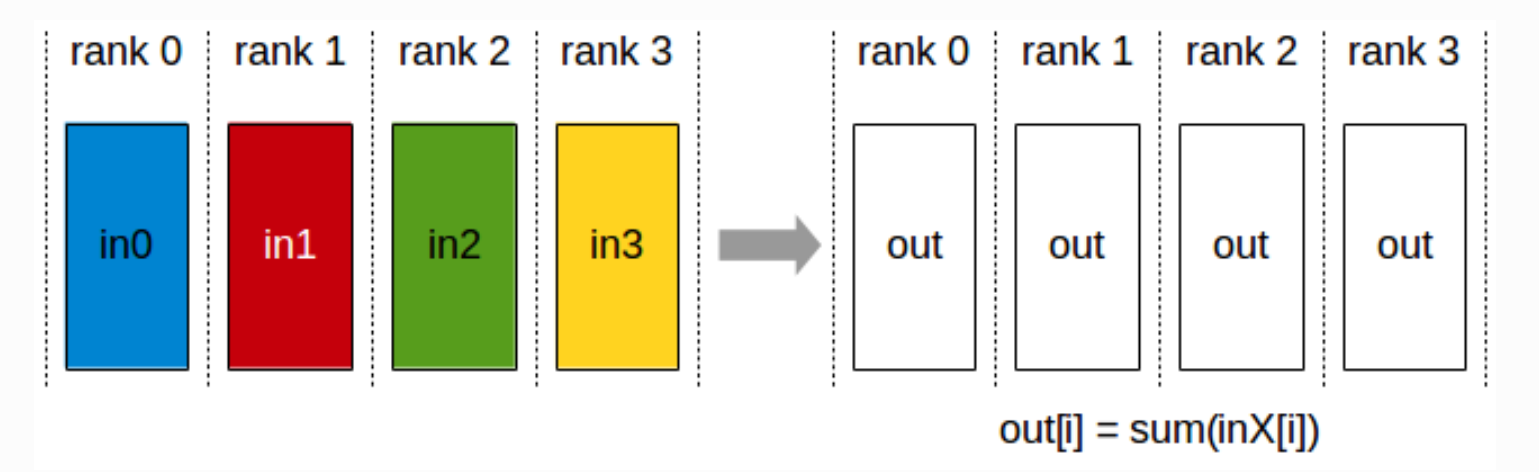 rank 0 rank 1 rank 2 rank 3 rank 0 rank 1 rank 2 rank 3
in0 in1 in2 in3 out out out out
out[i] = sum(inX[i])